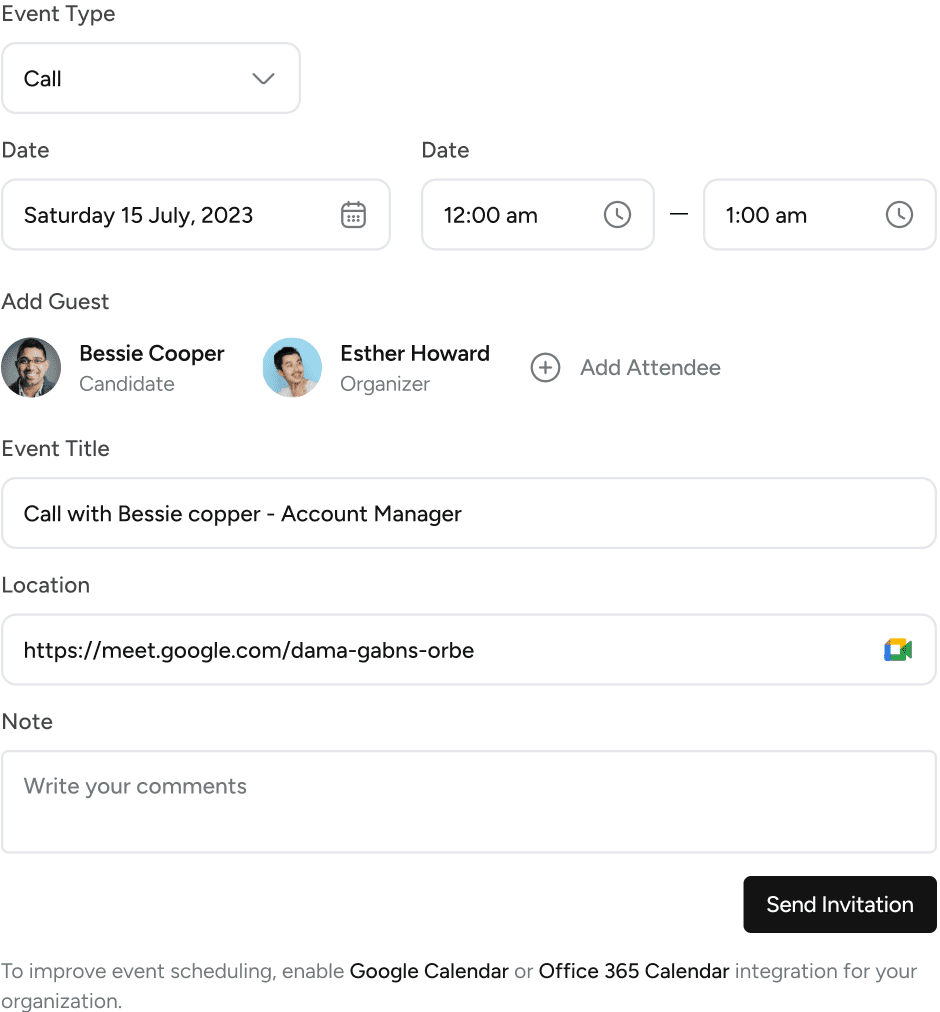 Event Type
Call
Date
Date
Saturday 15 July, 2023
12:00 am
—
1:00 am
Add Guest
Bessie Cooper
Candidate
Esther Howard
Organizer
Add Attendee
Event Title
Call with Bessie copper - Account Manager
Location
https://meet.google.com/dama-gabns-orbe
Note
Write your comments
Send Invitation
To improve event scheduling, enable Google Calendar or Office 365 Calendar integration for your
organization.